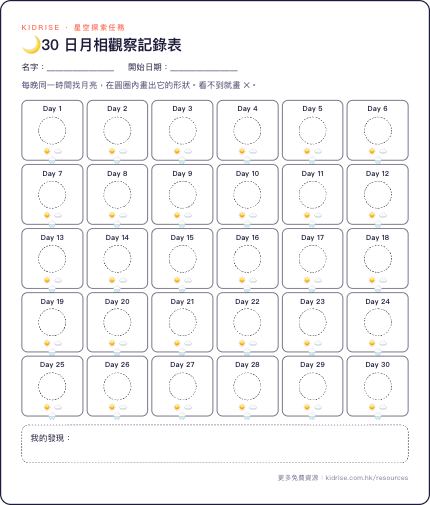 KIDRISE · 星空探索任務
🌙30 日月相觀察記錄表
名字：________________ 開始日期：________________
每晚同一時間找月亮，在圓圈內畫出它的形狀。看不到就畫 ✕。
Day 1 Day 2 Day 3 Day 4 Day 5 Day 6
Day 7 Day 8 Day 9 Day 10 Day 11 Day 12
Day 13 Day 14 Day 15 Day 16 Day 17 Day 18
Day 19 Day 20 Day 21 Day 22 Day 23 Day 24
Day 25 Day 26 Day 27 Day 28 Day 29 Day 30
我的發現：
更多免費資源：kidrise.com.hk/resources